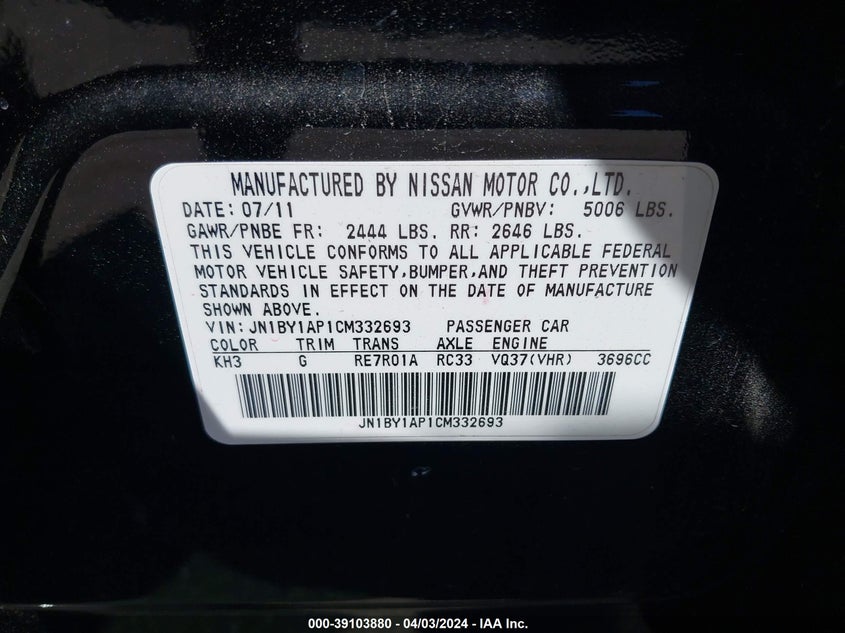 MANUFACTURED BY NISSAN MOTOR CO.,LTD.
DATE: 07/11 GVWR/PNBV: 5006 LBS.
GAWR/PNBE FR: 2444 LBS. RR: 2646 LBS.
THIS VEHICLE CONFORMS TO ALL APPLICABLE FEDERAL
MOTOR VEHICLE SAFETY,BUMPER,AND THEFT PREVENTION
STANDARDS IN EFFECT ON THE DATE OF MANUFACTURE
SHOWN ABOVE.
VIN: JN1BY1AP1CM332693 PASSENGER CAR
COLOR TRIM TRANS AXLE ENGINE
KH3 G RE7R01A RC33 VQ37(VHR) 3696CC
JN1BY1AP1CM332693
000-39103880 - 04/03/2024 - IAA Inc.